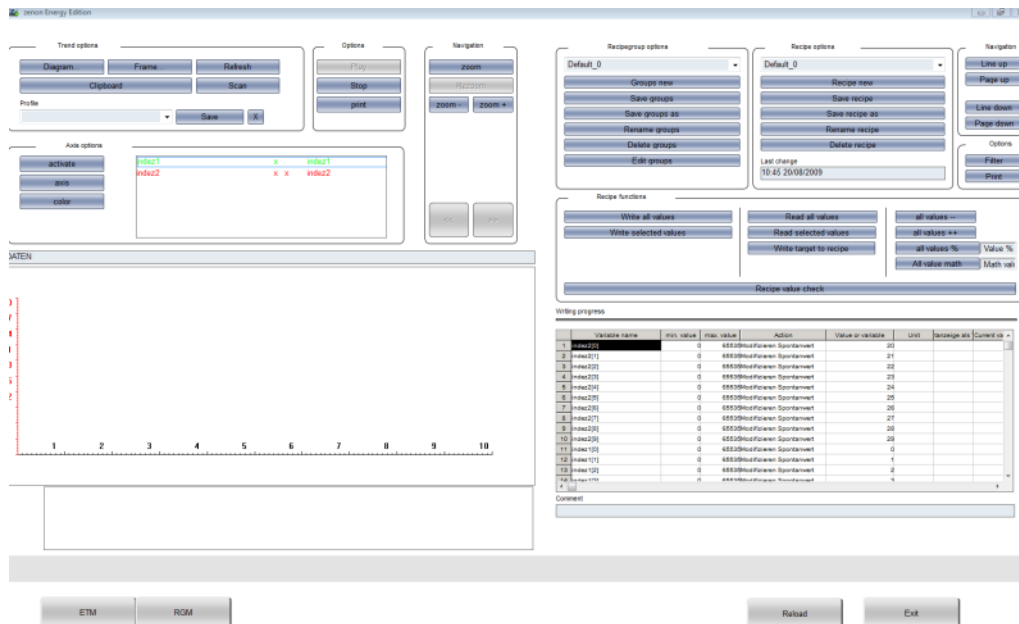 zenon Energy Edition
Trend options
Diagram...
Frame...
Refresh
Clipboard
Scan
Profile
Save
X
Options
Play
Stop
print
Navigation
zoom
zoom -
zoom +
<<
>>
Axis options
activate
axis
color
indez1 x indez1
indez2 x x indez2
DATEN
1 2 3 4 5 6 7 8 9 10
Recipegroup options
Default_0
Groups new
Save groups
Save groups as
Rename groups
Delete groups
Edit groups
Recipe options
Default_0
Recipe new
Save recipe
Save recipe as
Rename recipe
Delete recipe
Last change
10:45 20/08/2009
Navigation
Line up
Page up
Line down
Page down
Options
Filter
Print
Recipe functions
Write all values
Write selected values
Read all values
Read selected values
Write target to recipe
all values --
all values ++
all values %
Value %
All value math
Math valu
Recipe value check
Writing progress
Variable name min. value max. value Action Value or variable Unit Current va
1 indez2[0] 0 65535 Modifizieren Spontanwert 20
2 indez2[1] 0 65535 Modifizieren Spontanwert 21
3 indez2[2] 0 65535 Modifizieren Spontanwert 22
4 indez2[3] 0 65535 Modifizieren Spontanwert 23
5 indez2[4] 0 65535 Modifizieren Spontanwert 24
6 indez2[5] 0 65535 Modifizieren Spontanwert 25
7 indez2[6] 0 65535 Modifizieren Spontanwert 26
8 indez2[7] 0 65535 Modifizieren Spontanwert 27
9 indez2[8] 0 65535 Modifizieren Spontanwert 28
10 indez2[9] 0 65535 Modifizieren Spontanwert 29
11 indez1[0] 0 65535 Modifizieren Spontanwert 0
12 indez1[1] 0 65535 Modifizieren Spontanwert 1
13 indez1[2] 0 65535 Modifizieren Spontanwert 2
Comment
ETM
RGM
Reload
Exit